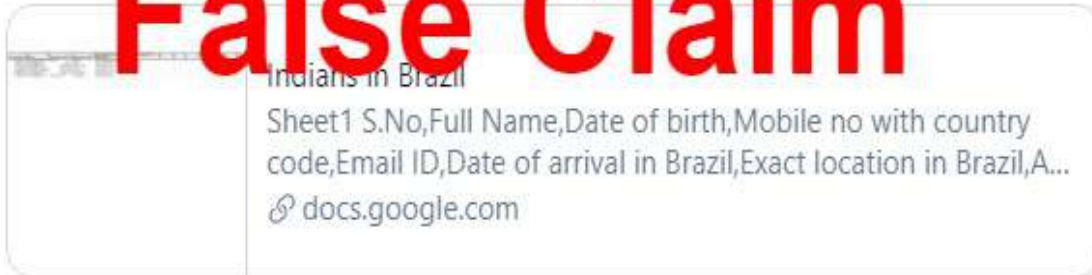 False Claim
Indians in Brazil
Sheet1 S.No,Full Name,Date of birth,Mobile no with country
code,Email ID,Date of arrival in Brazil,Exact location in Brazil,A...
docs.google.com